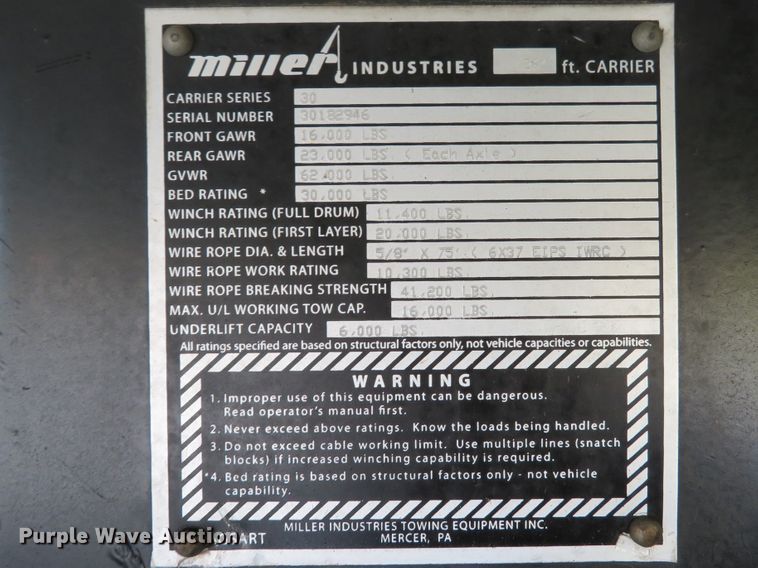 miller INDUSTRIES ft. CARRIER
CARRIER SERIES 30
SERIAL NUMBER 30182946
FRONT GAWR 16,000 LBS
REAR GAWR 23,000 LBS. ( Each Axle )
GVWR 62,000 LBS
BED RATING * 30,000 LBS
WINCH RATING (FULL DRUM) 11,400 LBS.
WINCH RATING (FIRST LAYER) 20,000 LBS.
WIRE ROPE DIA. & LENGTH 5/8" X 75' ( 6X37 EIPS IWRC )
WIRE ROPE WORK RATING 10,300 LBS.
WIRE ROPE BREAKING STRENGTH 41,200 LBS.
MAX. U/L WORKING TOW CAP. 16,000 LBS.
UNDERLIFT CAPACITY 6,000 LBS.
All ratings specified are based on structural factors only, not vehicle capacities or capabilities.
WARNING
1. Improper use of this equipment can be dangerous.
Read operator's manual first.
2. Never exceed above ratings. Know the loads being handled.
3. Do not exceed cable working limit. Use multiple lines (snatch
blocks) if increased winching capability is required.
*4. Bed rating is based on structural factors only - not vehicle
capability.
MILLER INDUSTRIES TOWING EQUIPMENT INC.
MERCER, PA
Purple Wave Auction